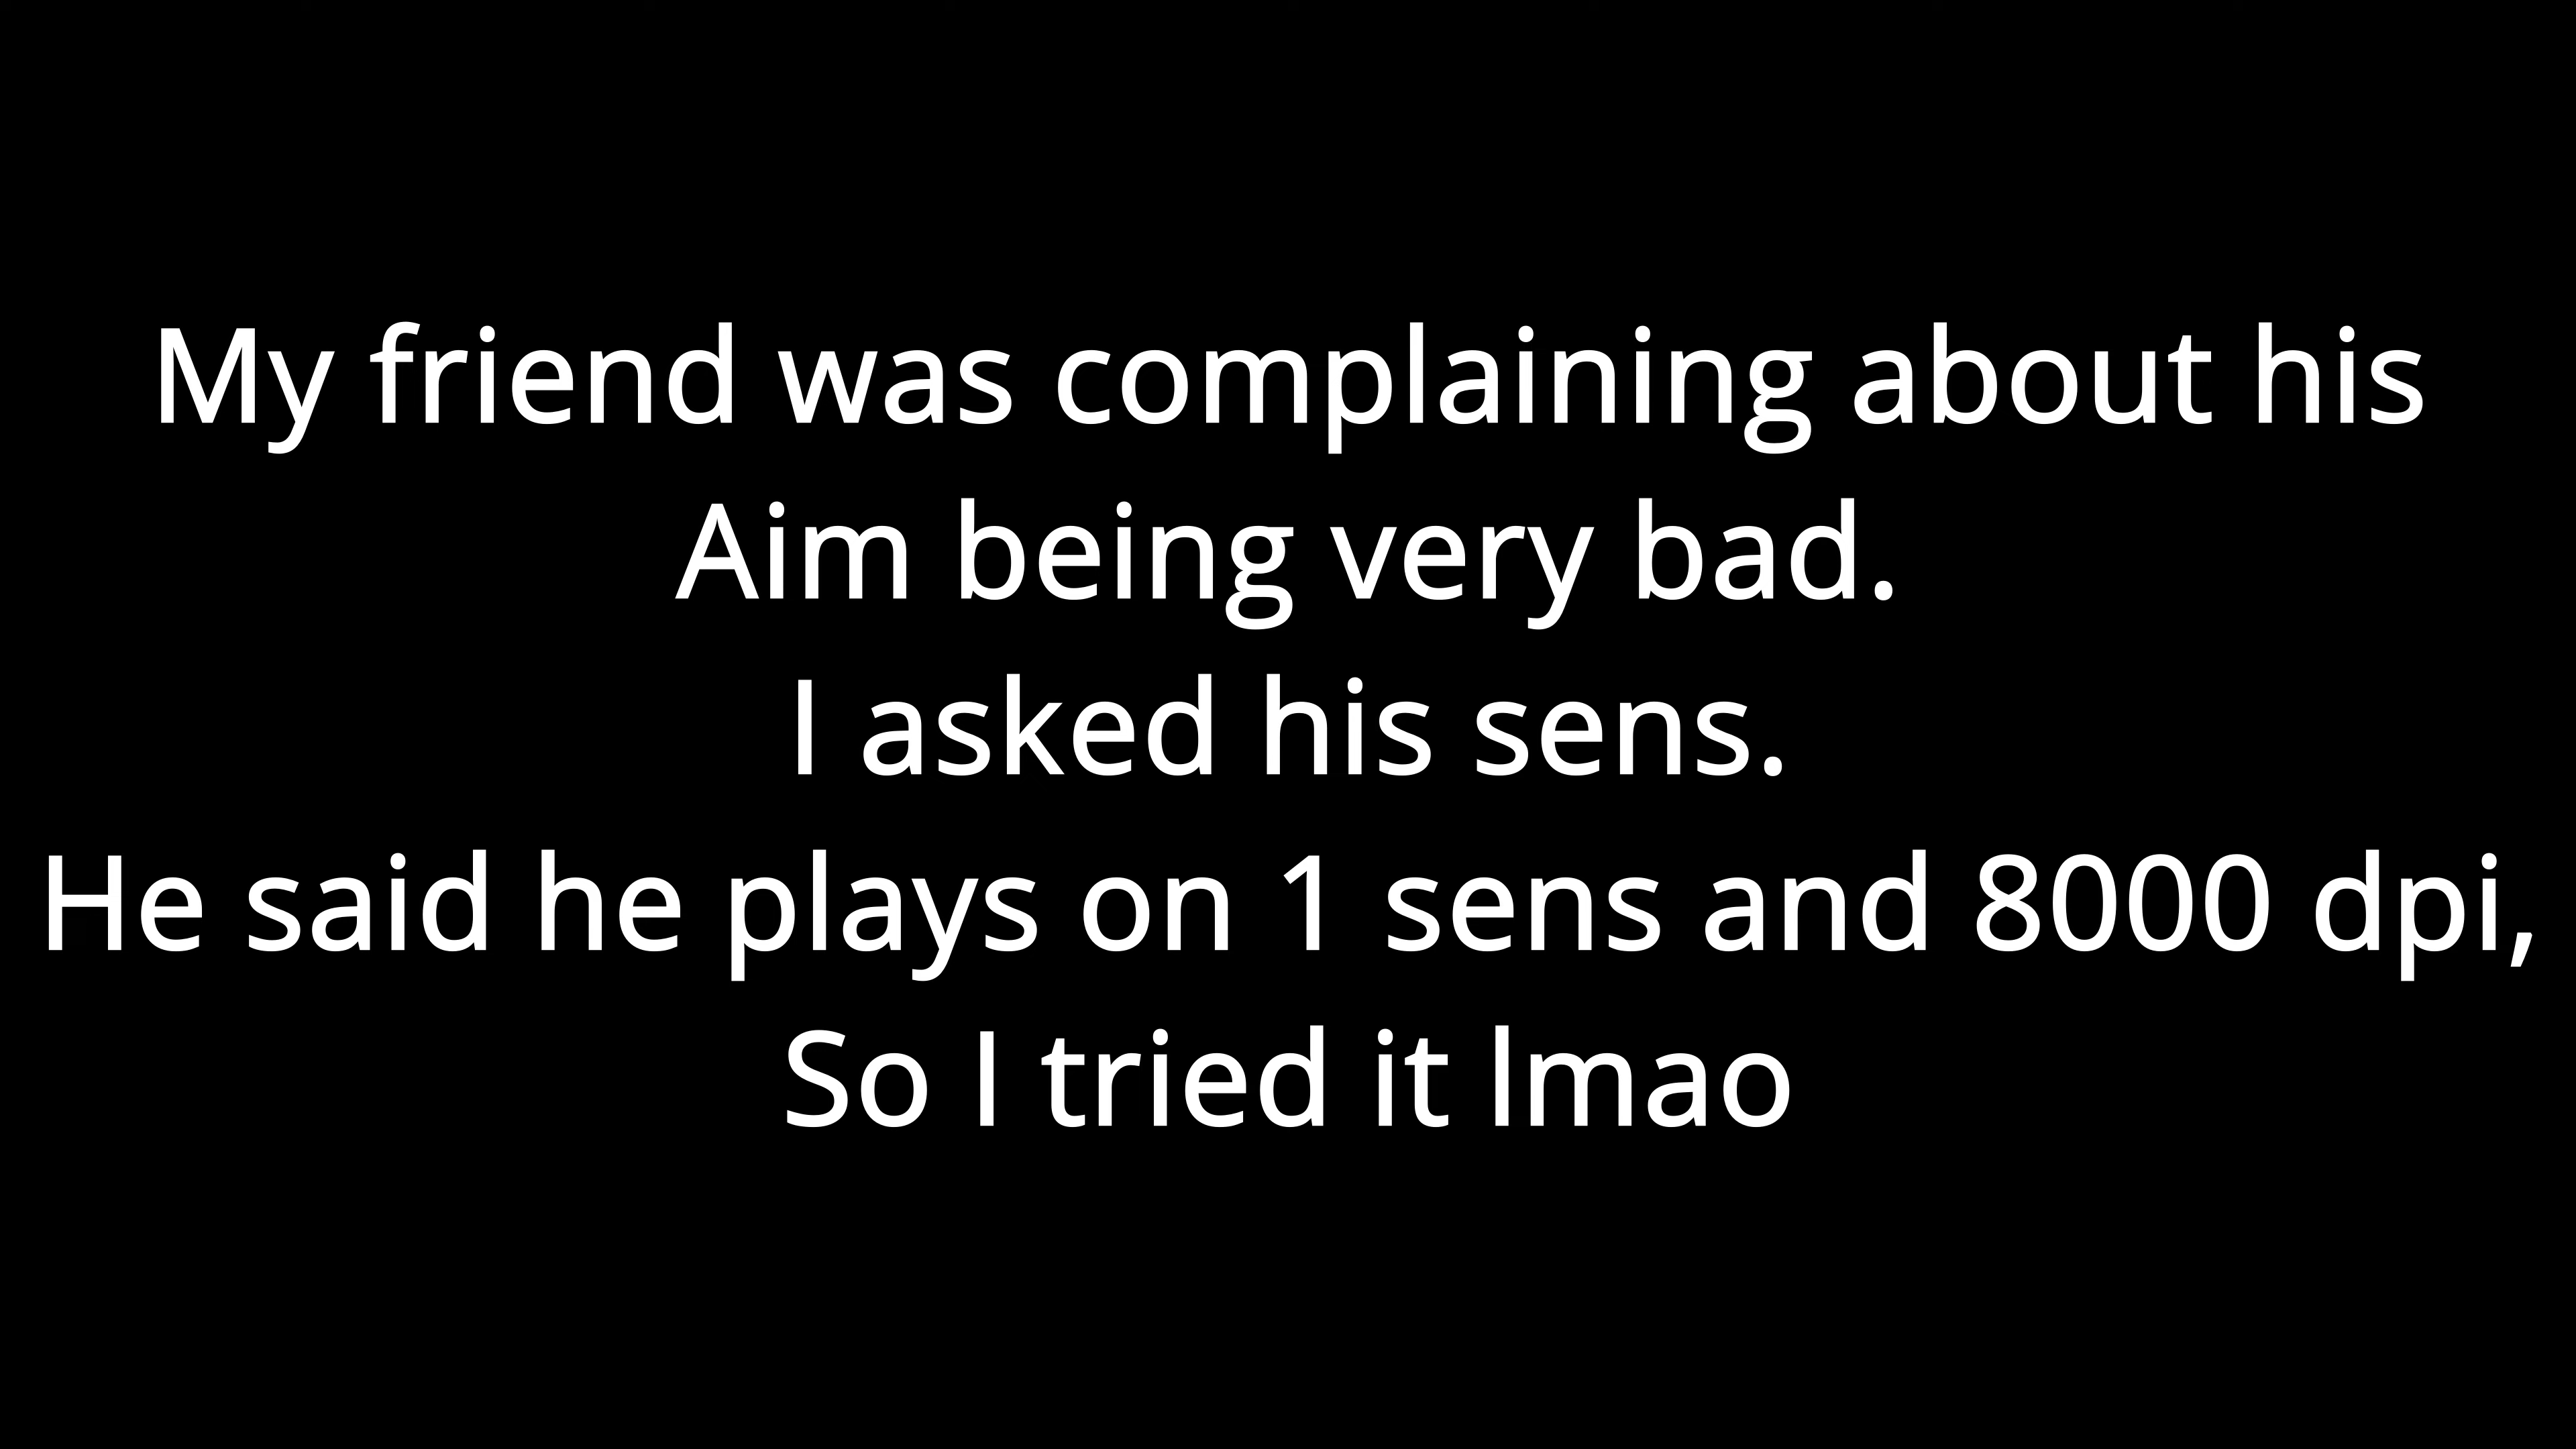 My friend was complaining about his
Aim being very bad.
I asked his sens.
He said he plays on 1 sens and 8000 dpi,
So I tried it lmao